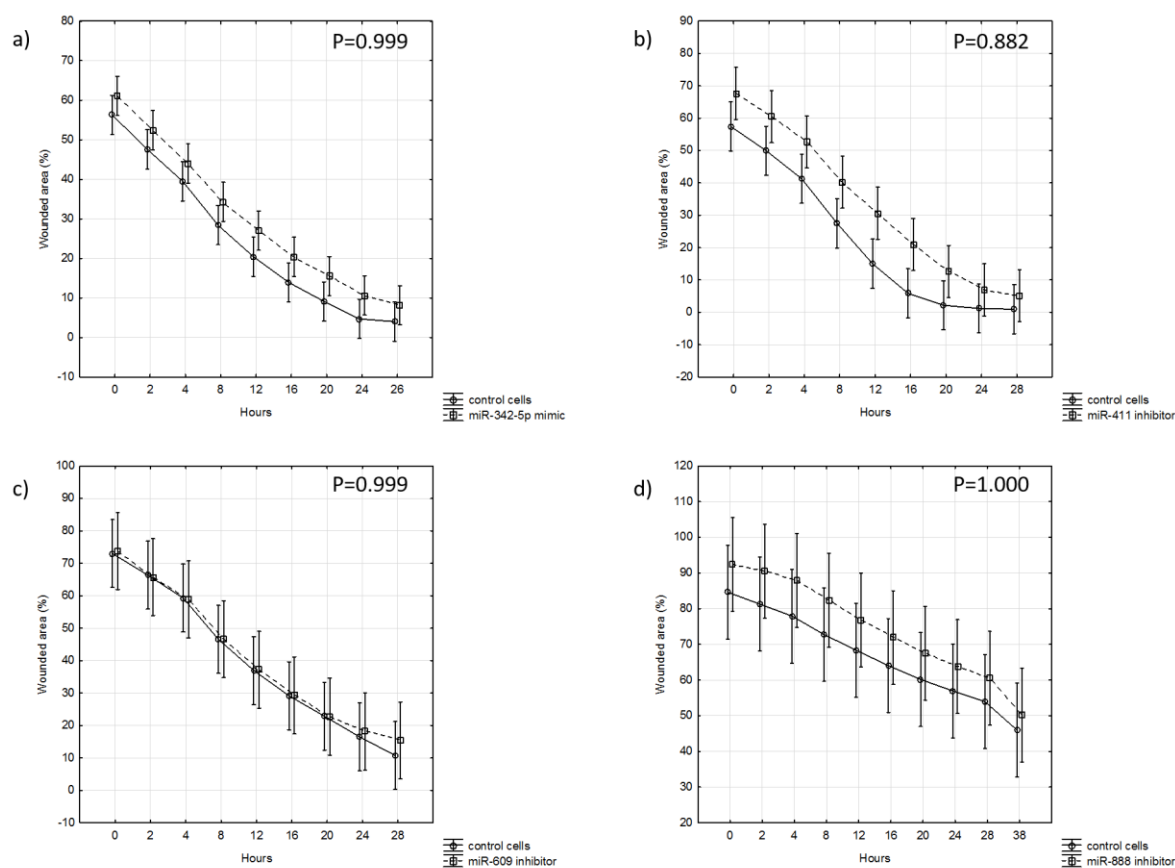 a)
P=0.999
80
70
60
50
40
30
20
10
0
-10
Wounded area (%)
0 2 4 8 12 16 20 24 26
Hours
control cells
miR-342-5p mimic
b)
P=0.882
90
80
70
60
50
40
30
20
10
0
-10
-20
Wounded area (%)
0 2 4 8 12 16 20 24 28
Hours
control cells
miR-411 inhibitor
c)
P=0.999
100
90
80
70
60
50
40
30
20
10
0
-10
Wounded area (%)
0 2 4 8 12 16 20 24 28
Hours
control cells
miR-609 inhibitor
d)
P=1.000
120
110
100
90
80
70
60
50
40
30
20
Wounded area (%)
0 2 4 8 12 16 20 24 28 38
Hours
control cells
miR-888 inhibitor